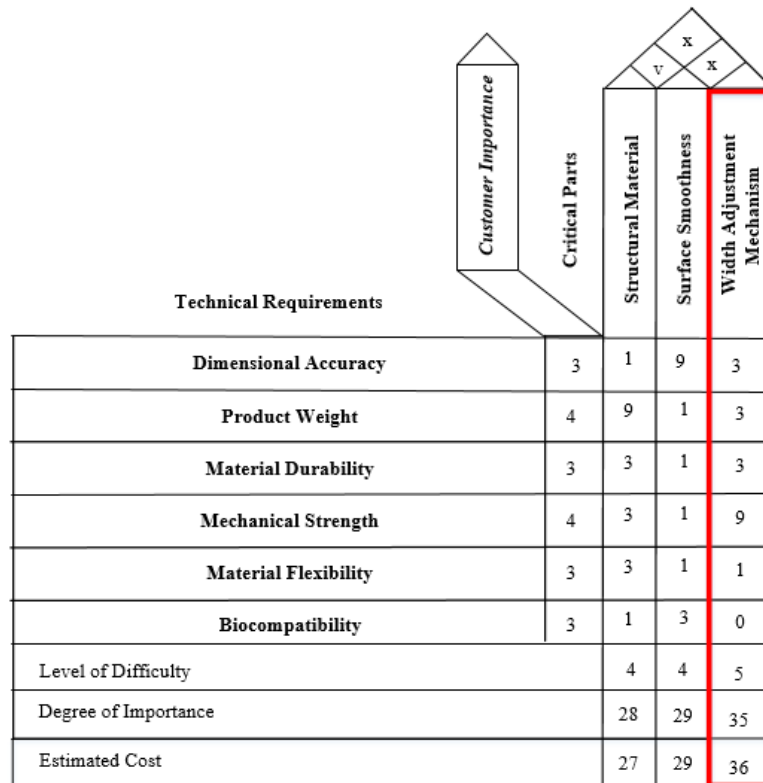 x
v x
Customer Importance
Critical Parts
Structural Material
Surface Smoothness
Width Adjustment
Mechanism
Technical Requirements
Dimensional Accuracy 3 1 9 3
Product Weight 4 9 1 3
Material Durability 3 3 1 3
Mechanical Strength 4 3 1 9
Material Flexibility 3 3 1 1
Biocompatibility 3 1 3 0
Level of Difficulty 4 4 5
Degree of Importance 28 29 35
Estimated Cost 27 29 36